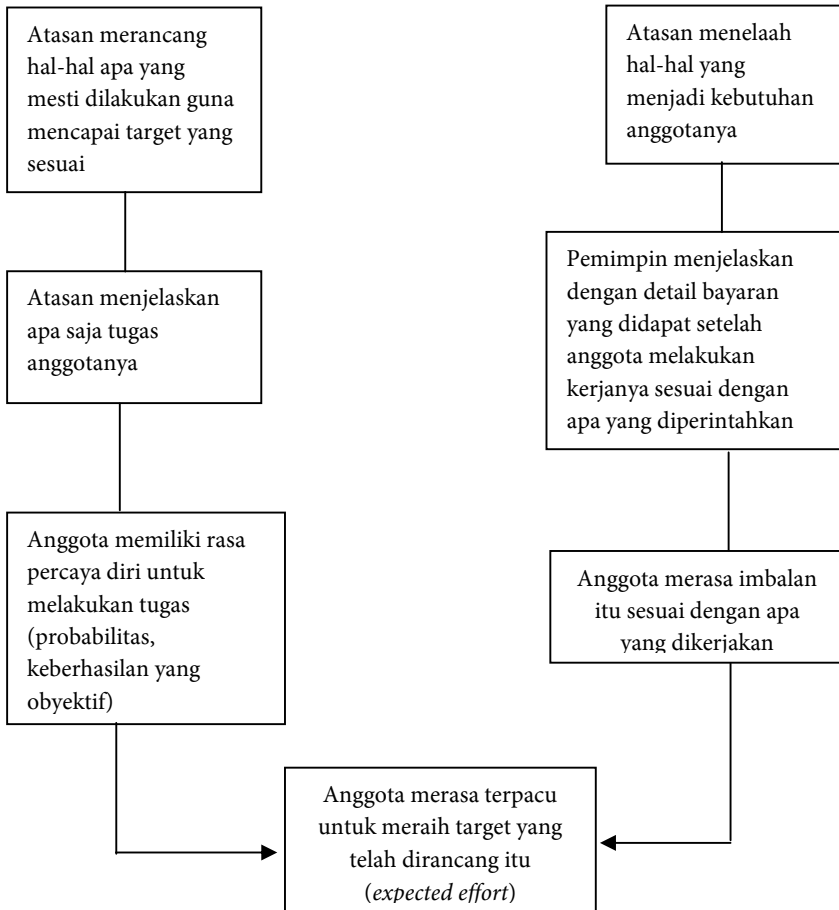 Atasan merancang
hal-hal apa yang
mesti dilakukan guna
mencapai target yang
sesuai
Atasan menjelaskan
apa saja tugas
anggotanya
Anggota memiliki rasa
percaya diri untuk
melakukan tugas
(probabilitas,
keberhasilan yang
obyektif)
Atasan menelaah
hal-hal yang
menjadi kebutuhan
anggotanya
Pemimpin menjelaskan
dengan detail bayaran
yang didapat setelah
anggota melakukan
kerjanya sesuai dengan
apa yang diperintahkan
Anggota merasa imbalan
itu sesuai dengan apa
yang dikerjakan
Anggota merasa terpacu
untuk meraih target yang
telah dirancang itu
(expected effort)